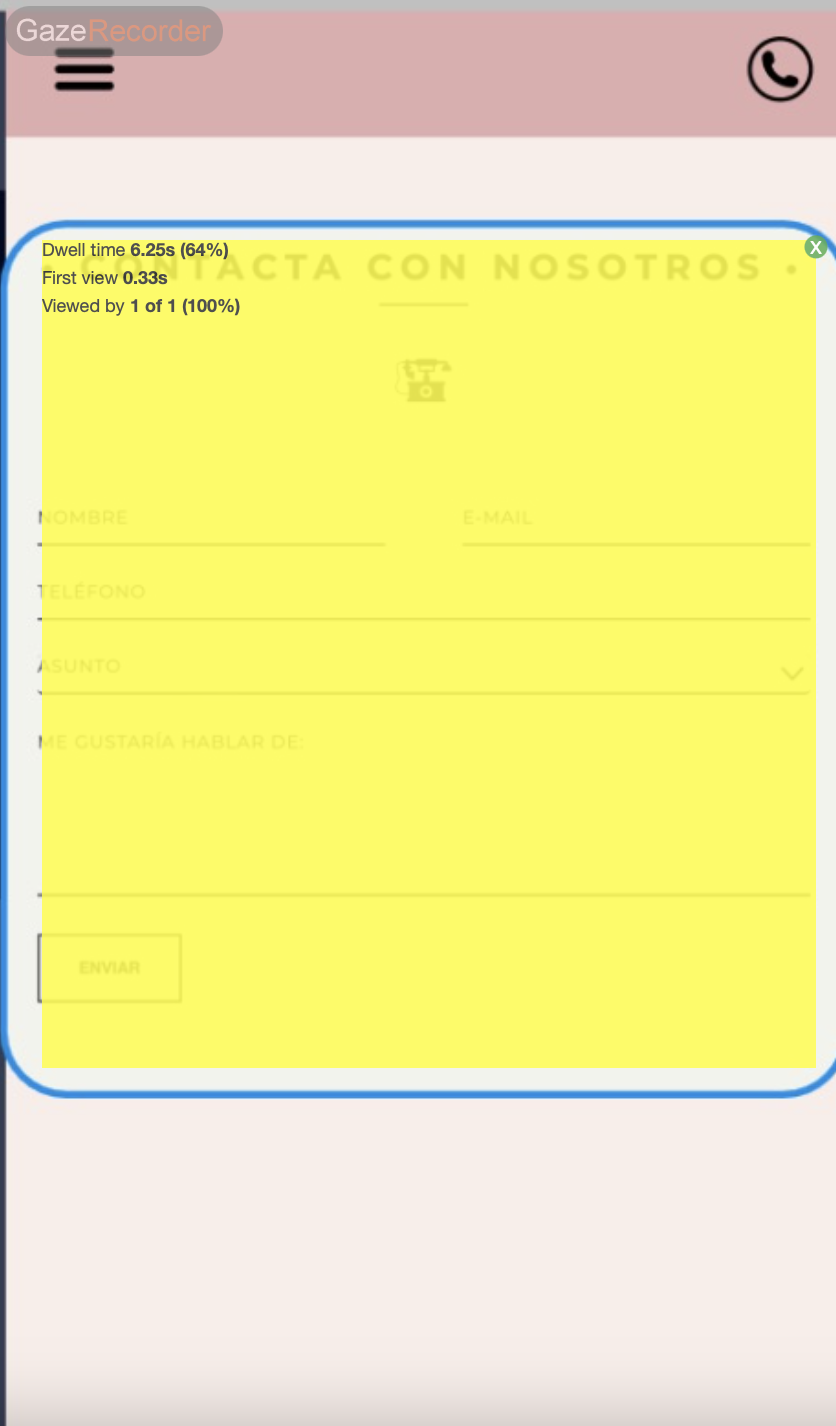 GazeRecorder
Dwell time 6.25s (64%)
• CONTACTA CON NOSOTROS •
First view 0.33s
Viewed by 1 of 1 (100%)
X
NOMBRE
E-MAIL
TELÉFONO
ASUNTO
ME GUSTARÍA HABLAR DE:
ENVIAR